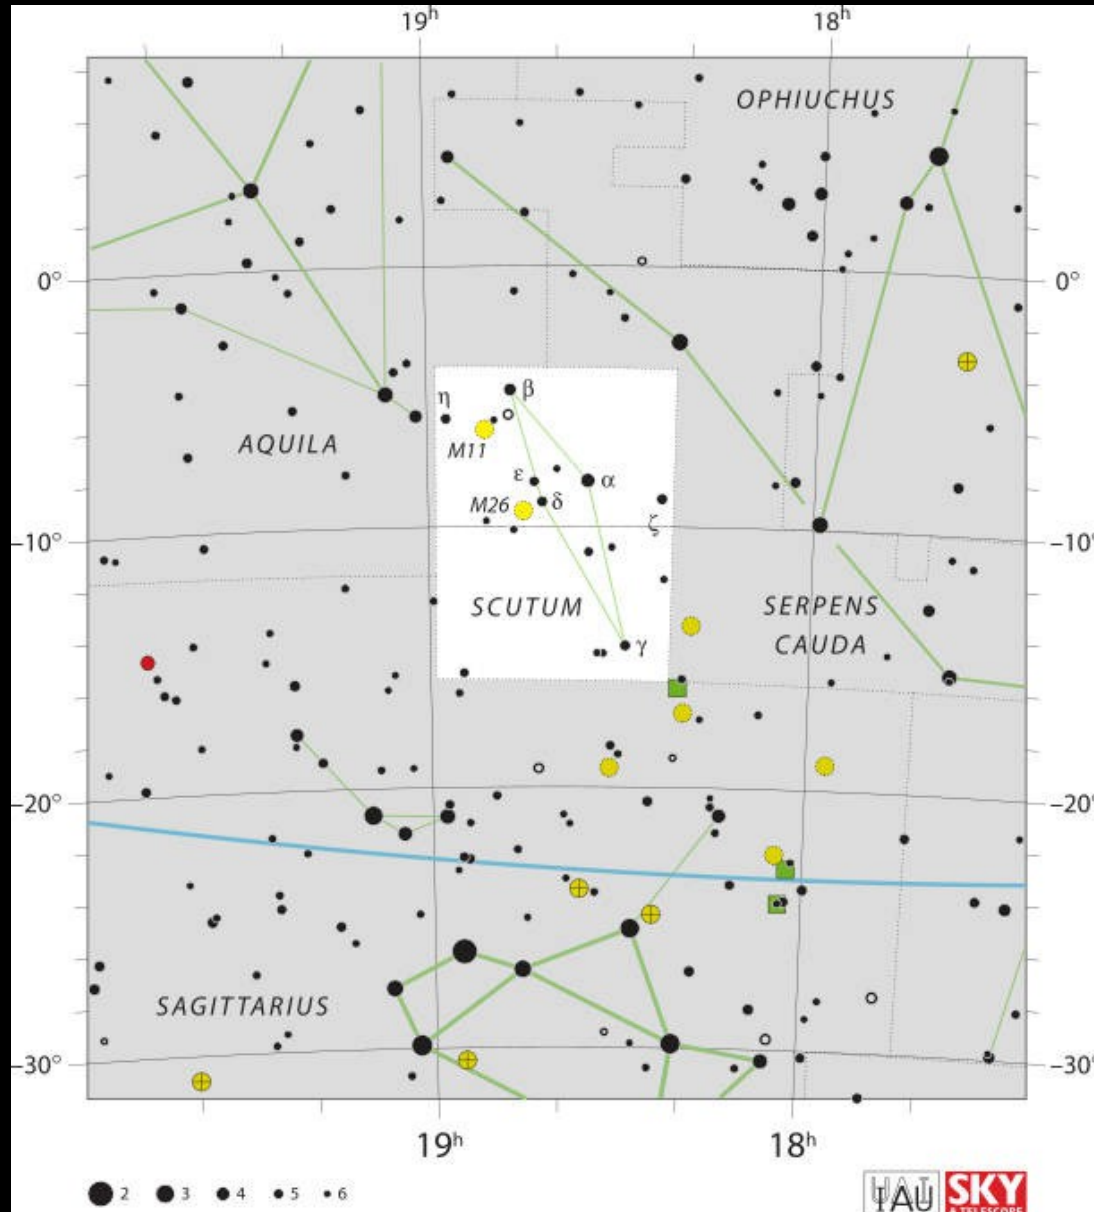 19h 18h
OPHIUCHUS
0° 0°
η β
AQUILA M11
ε α
M26 δ
ζ
–10° –10°
SCUTUM SERPENS
CAUDA
γ
–20° –20°
SAGITTARIUS
–30° –30°
19h 18h
2 3 4 5 6
IAU SKY
& TELESCOPE